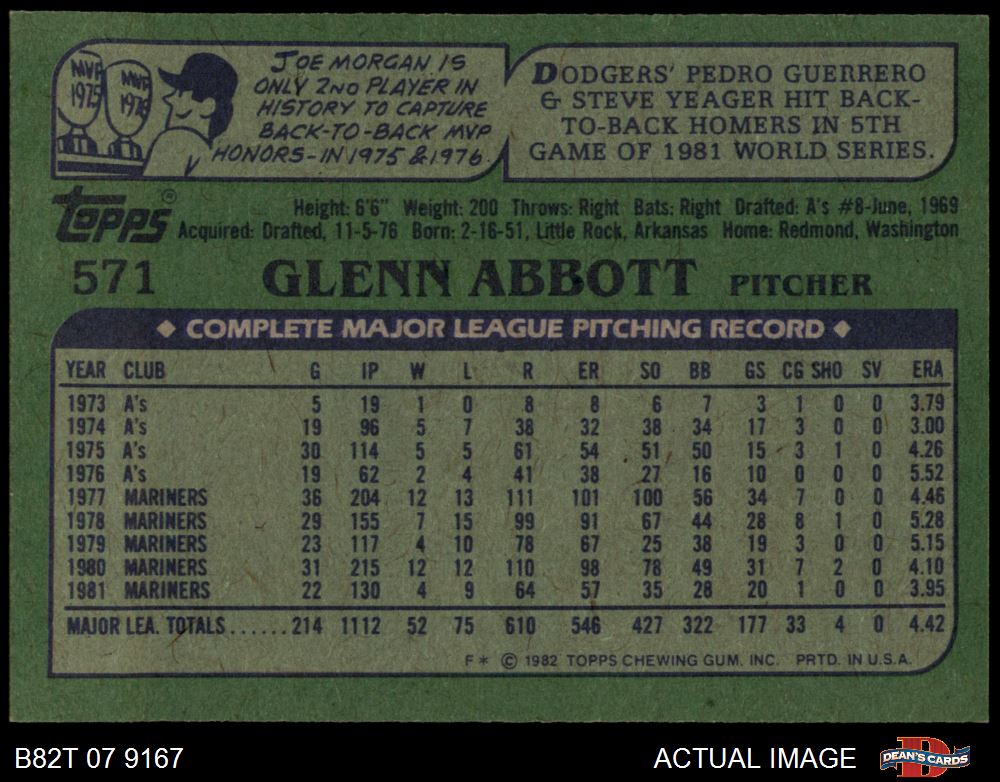 MVP
1975
MVP
1976
JOE MORGAN IS
ONLY 2ND PLAYER IN
HISTORY TO CAPTURE
BACK-TO-BACK MVP
HONORS-IN 1975 & 1976.
DODGERS' PEDRO GUERRERO
& STEVE YEAGER HIT BACK-
TO-BACK HOMERS IN 5TH
GAME OF 1981 WORLD SERIES.
Topps®
Height: 6'6" Weight: 200 Throws: Right Bats: Right Drafted: A's #8-June, 1969
Acquired: Drafted, 11-5-76 Born: 2-16-51, Little Rock, Arkansas Home: Redmond, Washington
571 GLENN ABBOTT PITCHER
◆ COMPLETE MAJOR LEAGUE PITCHING RECORD ◆
YEAR CLUB G IP W L R ER SO BB GS CG SHO SV ERA
1973 A's 5 19 1 0 8 8 6 7 3 1 0 0 3.79
1974 A's 19 96 5 7 38 32 38 34 17 3 0 0 3.00
1975 A's 30 114 5 5 61 54 51 50 15 3 1 0 4.26
1976 A's 19 62 2 4 41 38 27 16 10 0 0 0 5.52
1977 MARINERS 36 204 12 13 111 101 100 56 34 7 0 0 4.46
1978 MARINERS 29 155 7 15 99 91 67 44 28 8 1 0 5.28
1979 MARINERS 23 117 4 10 78 67 25 38 19 3 0 0 5.15
1980 MARINERS 31 215 12 12 110 98 78 49 31 7 2 0 4.10
1981 MARINERS 22 130 4 9 64 57 35 28 20 1 0 0 3.95
MAJOR LEA. TOTALS......214 1112 52 75 610 546 427 322 177 33 4 0 4.42
F* © 1982 TOPPS CHEWING GUM, INC. PRTD. IN U.S.A.
B82T 07 9167 ACTUAL IMAGE DEAN'S CARDS